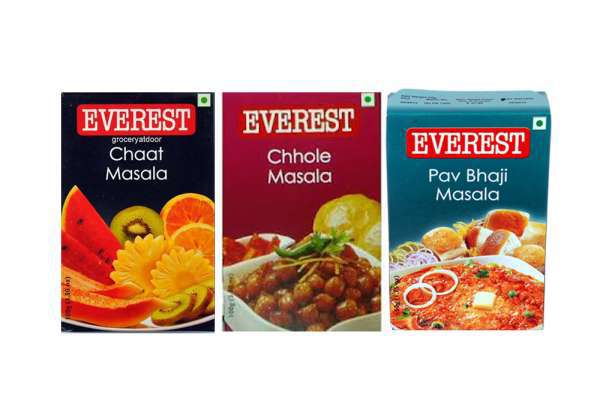 EVEREST
groceryatdoor
Chaat
Masala
EVEREST
Chhole
Masala
EVEREST
Pav Bhaji
Masala